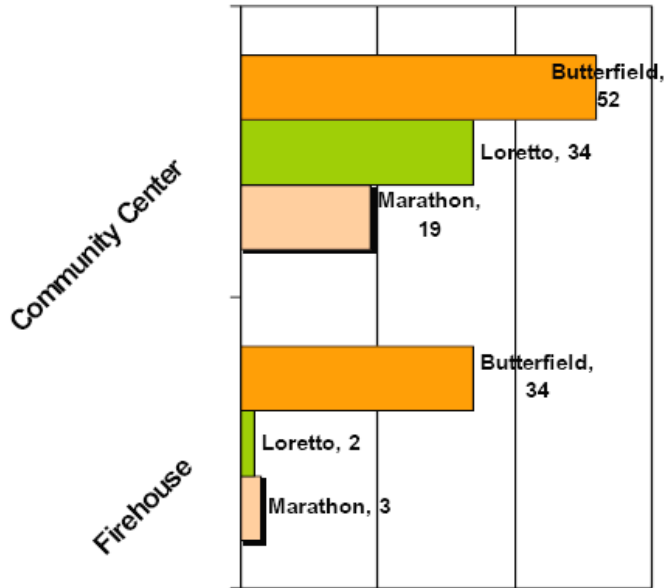 Community Center
Butterfield,
52
Loretto, 34
Marathon,
19
Firehouse
Butterfield,
34
Loretto, 2
Marathon, 3